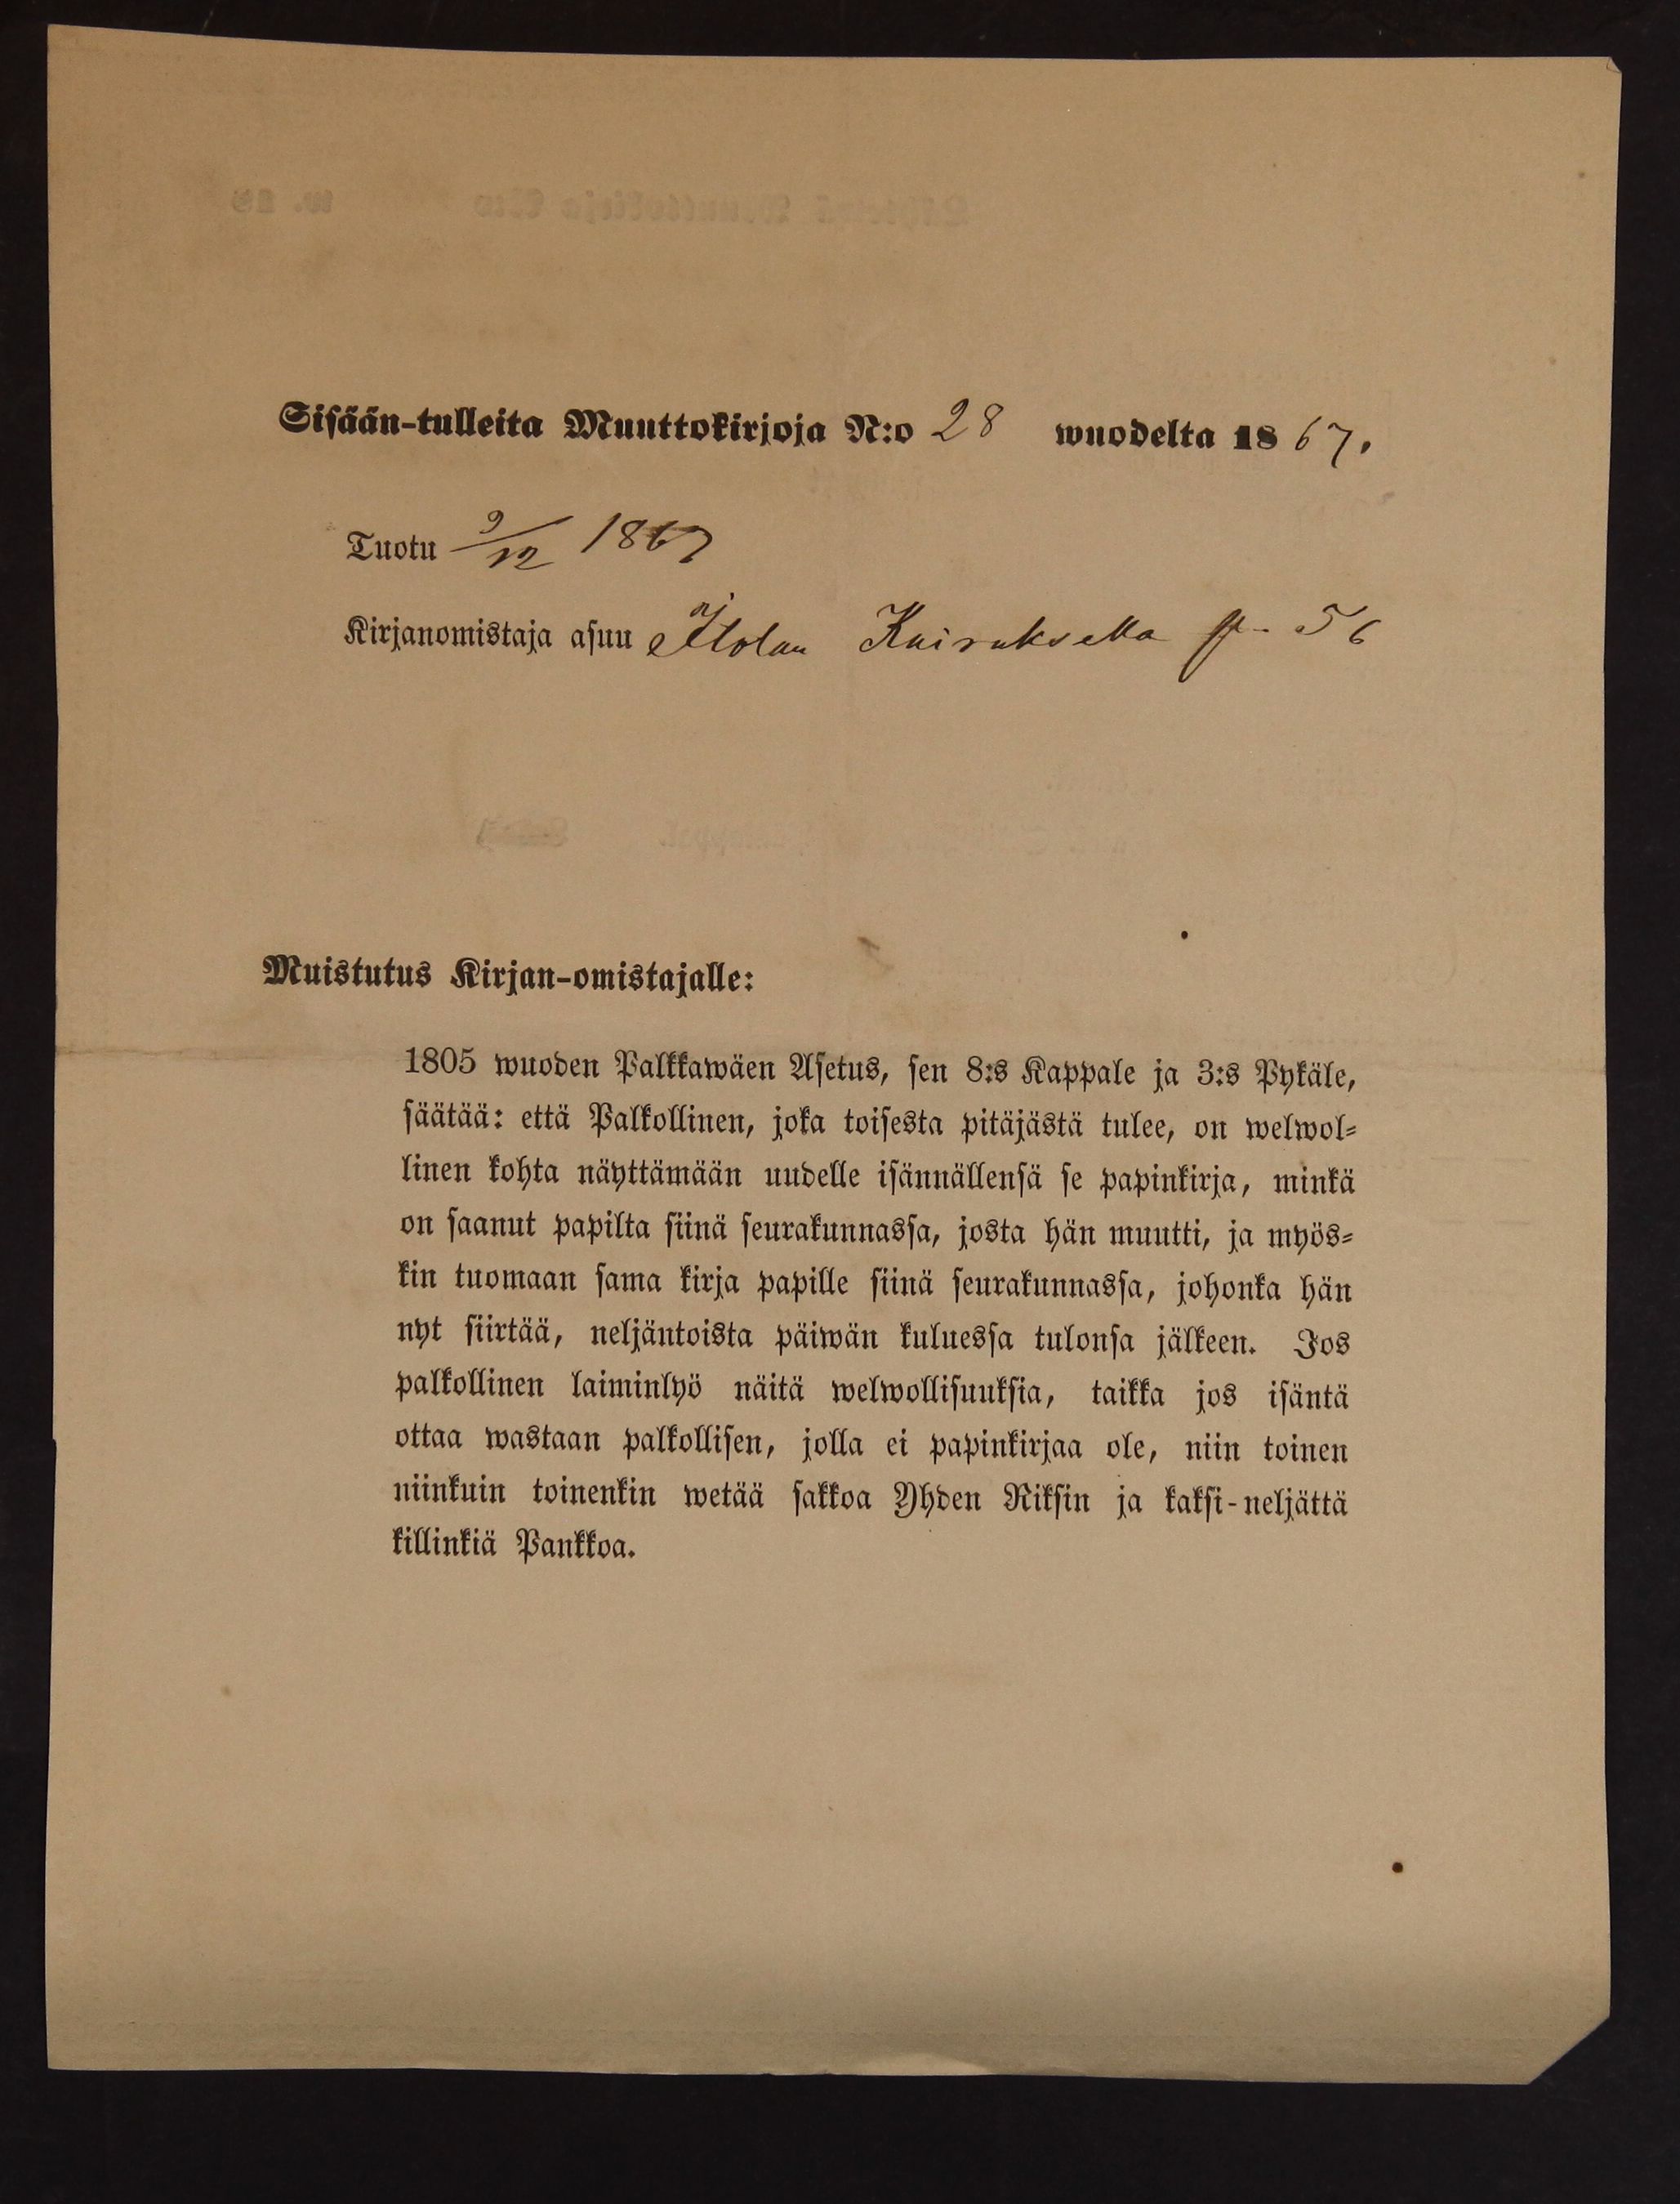 Sisään-tulleita Muuttokirjoja N:o 28 wuodelta 1867.
Tuotu 9/12 1867
Kirjanomistaja asuu p. 56
Muistutus Kirjan-omistajalle:
1805 wuoden Palkkawäen Asetus, sen 8:s Kappale ja 3:s Pykäle,
säätää: että Palkollinen, joka toisesta pitäjästä tulee, on welwol-
linen kohta näyttämään uudelle isännällensä se papinkirja, minkä
on saanut papilta siinä seurakunnassa, josta hän muutti, ja myös-
kin tuomaan sama kirja papille siinä seurakunnassa, johonka hän
nyt siirtää, neljäntoista päiwän kuluessa tulonsa jälkeen. Jos
palkollinen laiminlyö näitä welwollisuuksia, taikka jos isäntä
ottaa wastaan palkollisen, jolla ei papinkirjaa ole, niin toinen
niinkuin toinenkin wetää sakkoa Yhden Riksin ja kaksi-neljättä
killinkiä Pankkoa.